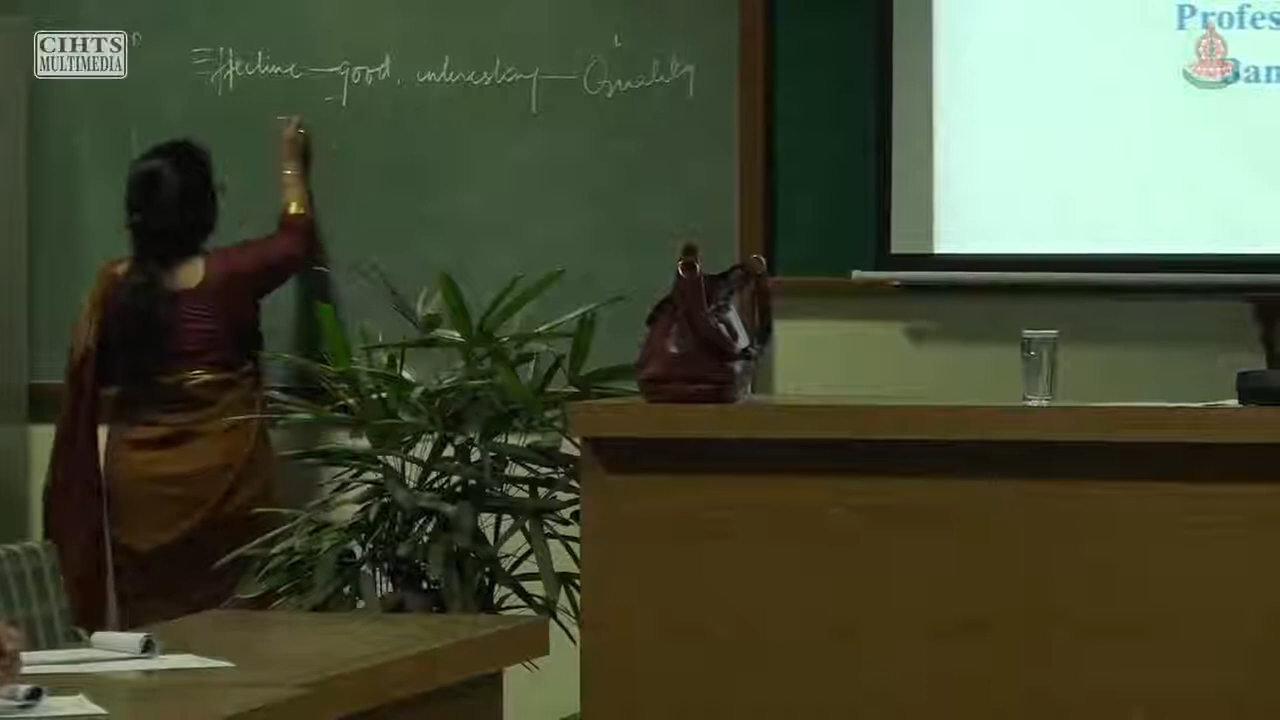 CIHTS
MULTIMEDIA
Effective — good, interesting — Quality
Profes
Ban